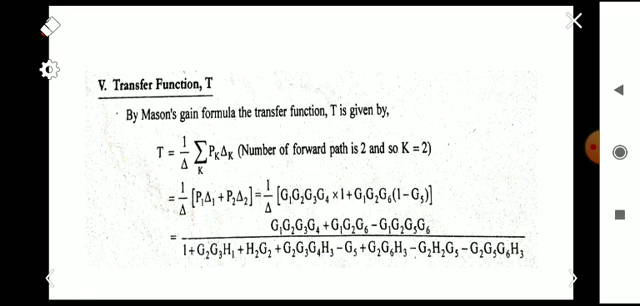 V. Transfer Function, T
By Mason's gain formula the transfer function, T is given by,
T = 1/Δ ∑_K P_KΔ_K (Number of forward path is 2 and so K = 2)
= 1/Δ [P₁Δ₁ + P₂Δ₂] = 1/Δ [G₁G₂G₃G₄ × 1 + G₁G₂G₆(1 − G₅)]
= (G₁G₂G₃G₄ + G₁G₂G₆ − G₁G₂G₅G₆) / (1 + G₂G₃H₁ + H₂G₂ + G₂G₃G₄H₃ − G₅ + G₂G₆H₃ − G₂H₂G₅ − G₂G₅G₆H₃)